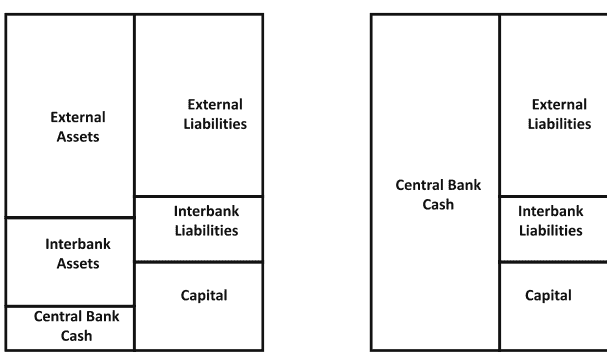 External
Assets
External
Liabilities
Interbank
Assets
Interbank
Liabilities
Central Bank
Cash
Capital
Central Bank
Cash
External
Liabilities
Interbank
Liabilities
Capital